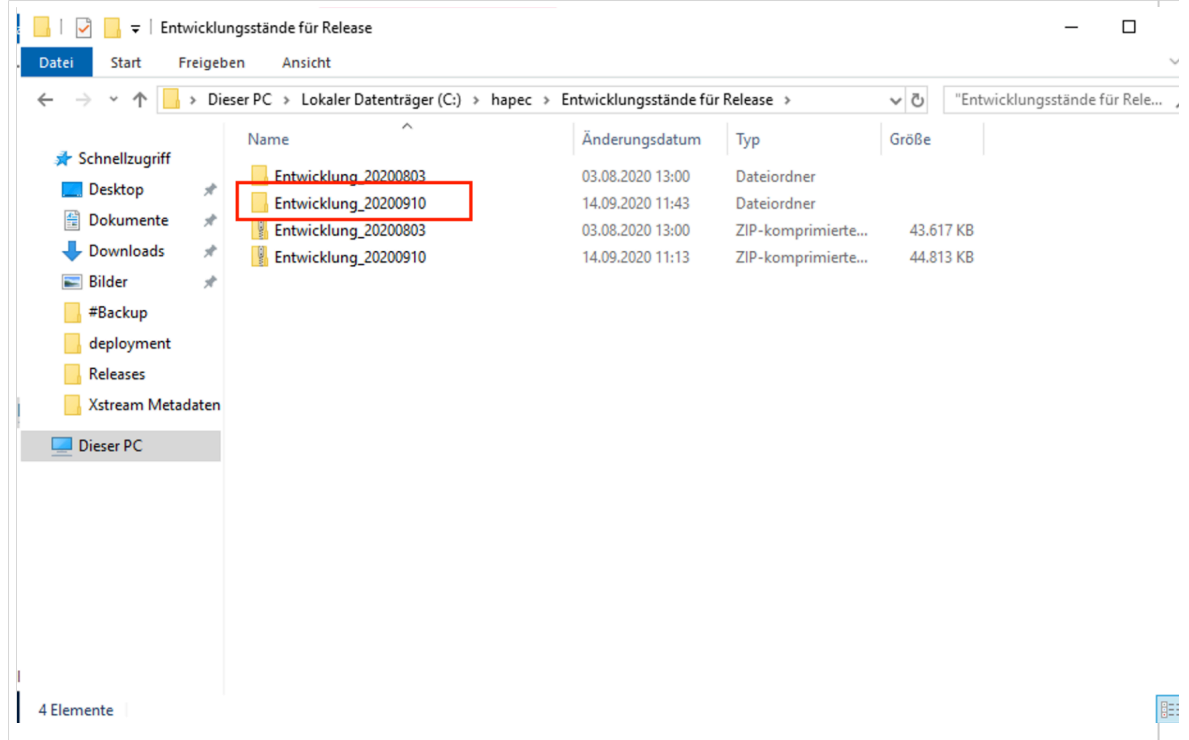 Entwicklungsstände für Release
Datei Start Freigeben Ansicht
Dieser PC > Lokaler Datenträger (C:) > hapec > Entwicklungsstände für Release > "Entwicklungsstände für Rele...
Name Änderungsdatum Typ Größe
Schnellzugriff
Desktop
Dokumente
Downloads
Bilder
#Backup
deployment
Releases
Xstream Metadaten
Dieser PC
Entwicklung_20200803 03.08.2020 13:00 Dateiordner
Entwicklung_20200910 14.09.2020 11:43 Dateiordner
Entwicklung_20200803 03.08.2020 13:00 ZIP-komprimierte... 43.617 KB
Entwicklung_20200910 14.09.2020 11:13 ZIP-komprimierte... 44.813 KB
4 Elemente